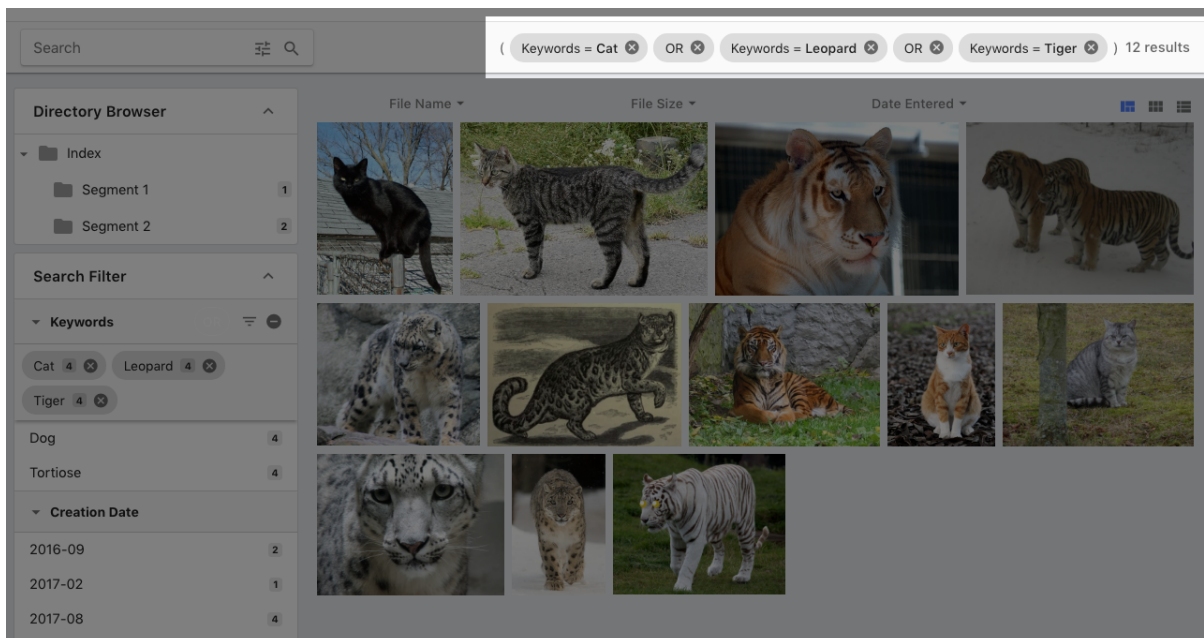 Search
( Keywords = Cat OR Keywords = Leopard OR Keywords = Tiger ) 12 results
Directory Browser
Index
Segment 1 1
Segment 2 2
Search Filter
Keywords
Cat 4 Leopard 4
Tiger 4
Dog 4
Tortiose 4
Creation Date
2016-09 2
2017-02 1
2017-08 4
File Name File Size Date Entered